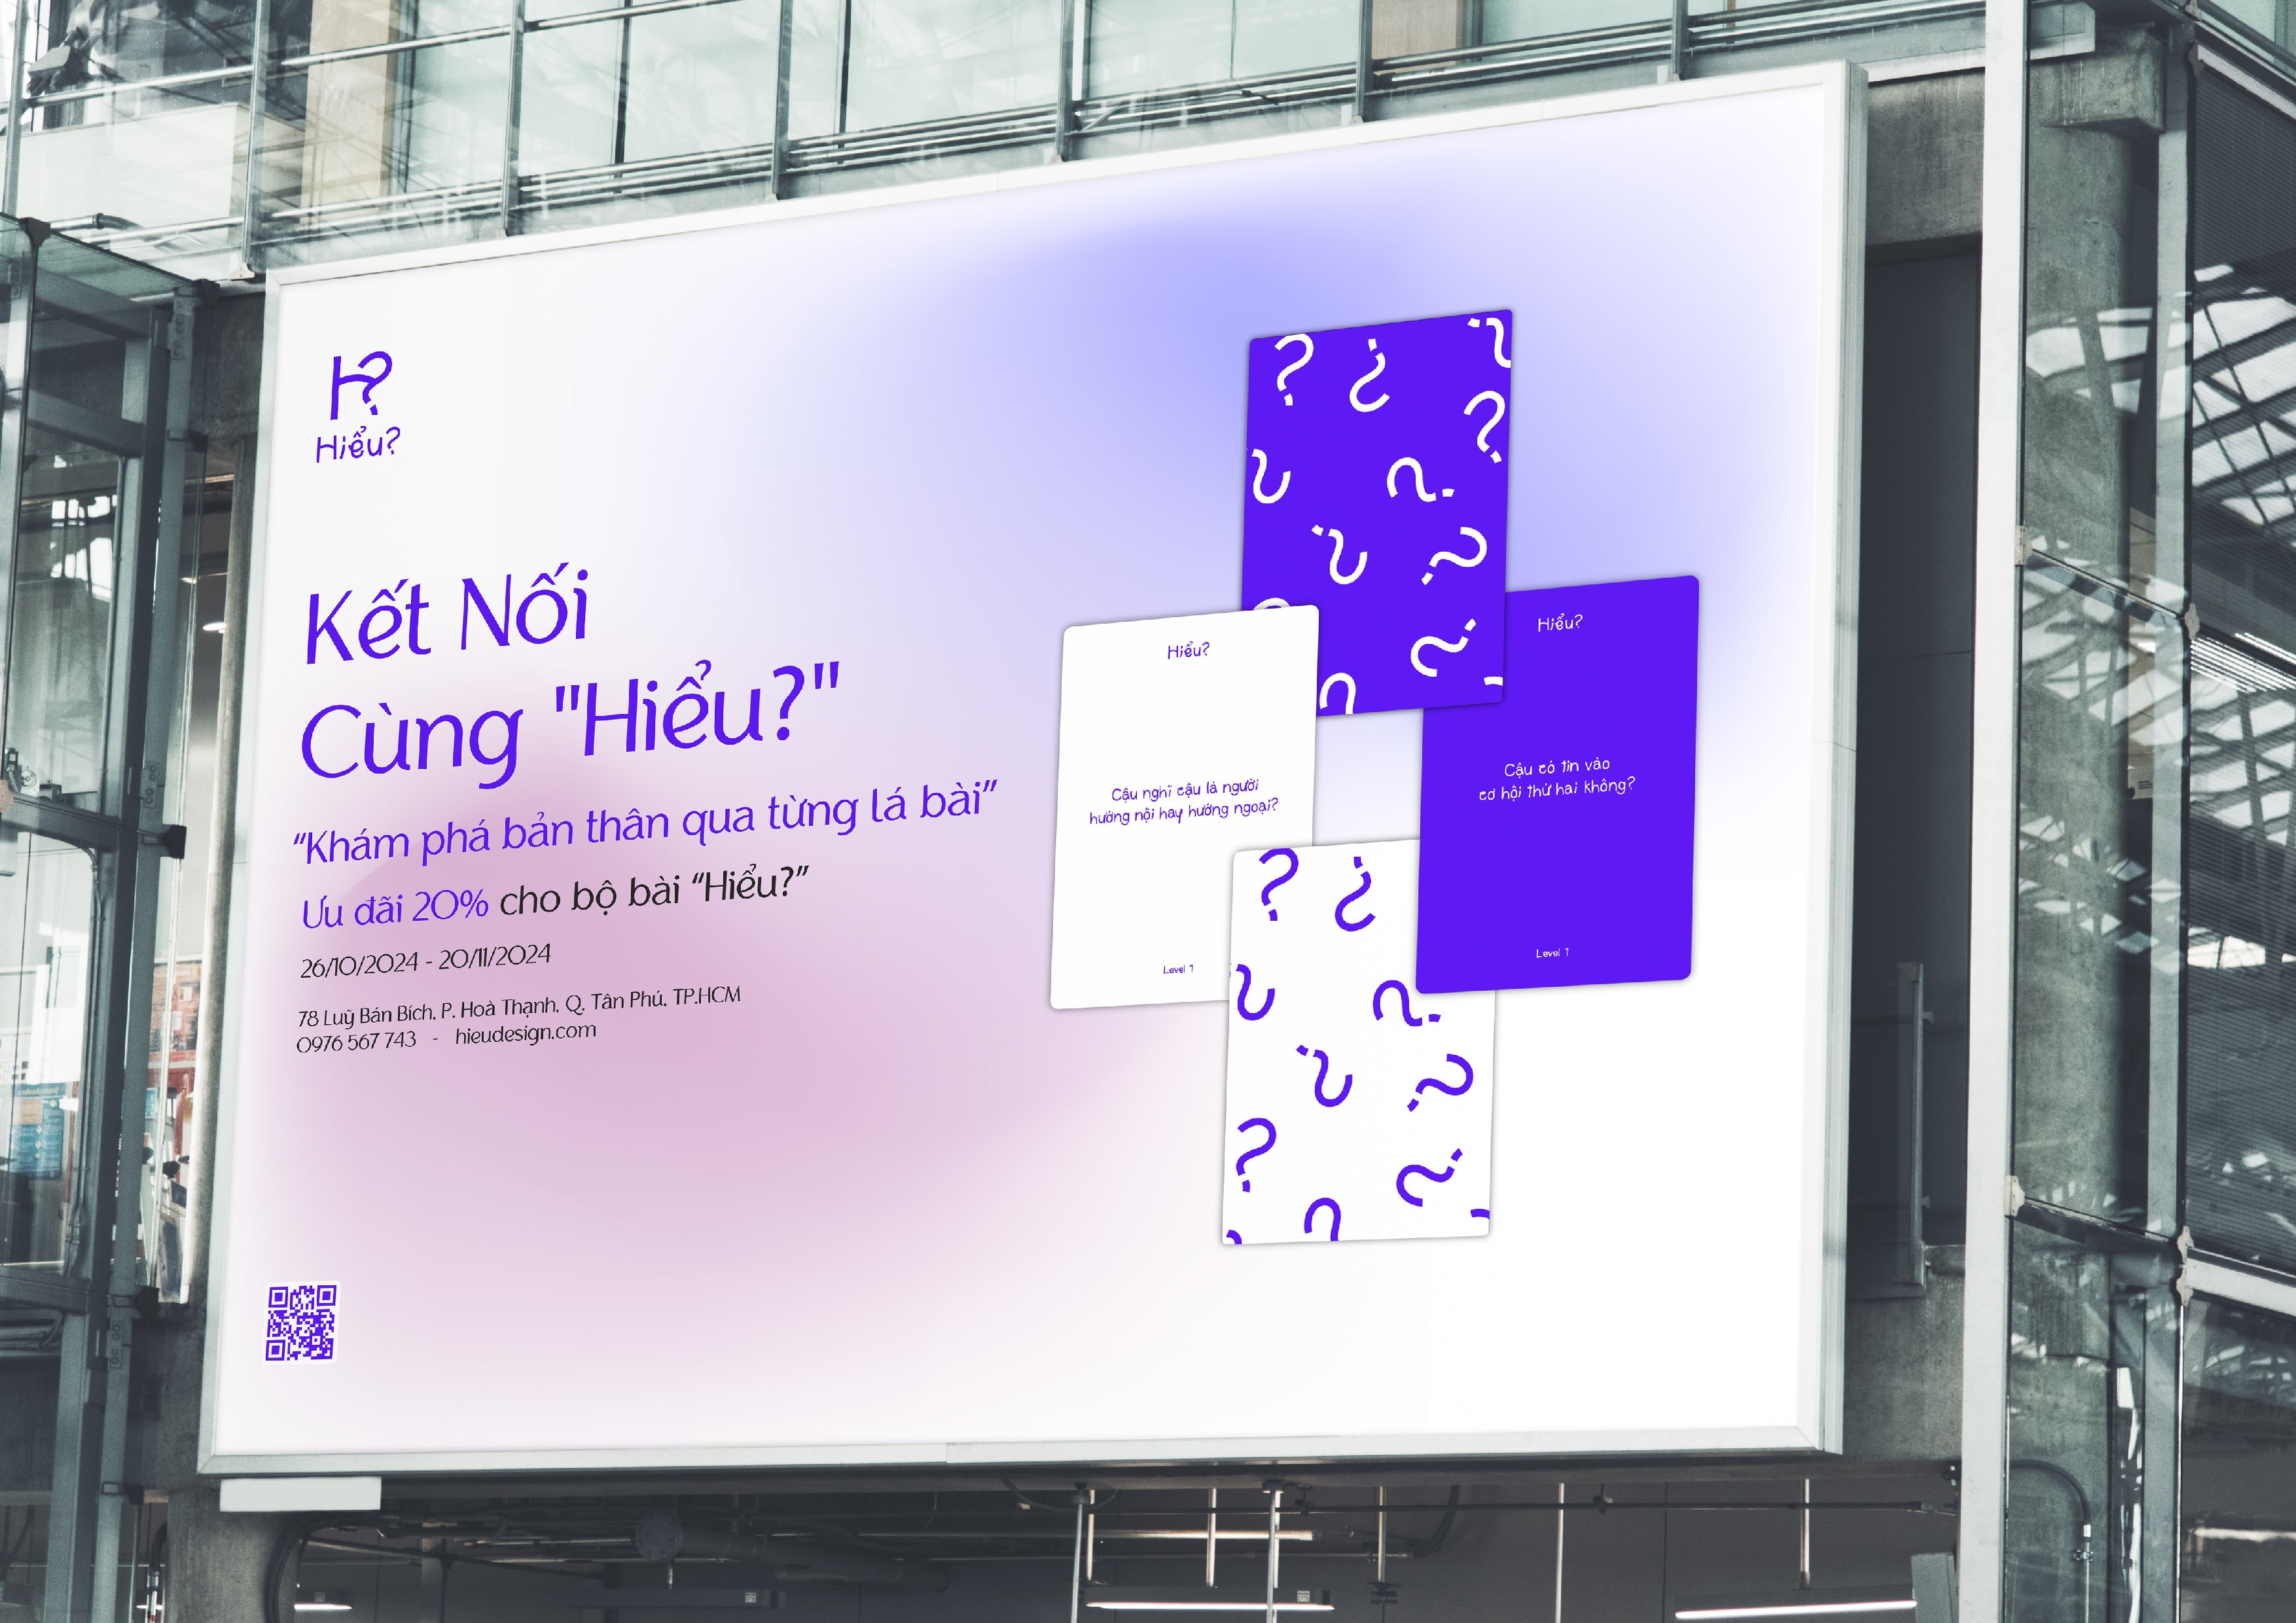 H?
Hiểu?
Kết Nối
Cùng "Hiểu?"
“Khám phá bản thân qua từng lá bài”
Ưu đãi 20% cho bộ bài “Hiểu?”
26/10/2024 - 20/11/2024
78 Luỹ Bán Bích, P. Hoà Thạnh, Q. Tân Phú, TP.HCM
0976 567 743 - hieudesign.com
Hiểu?
Cậu nghĩ cậu là người
hướng nội hay hướng ngoại?
Level 1
Hiểu?
Cậu có tin vào
cơ hội thứ hai không?
Level 1